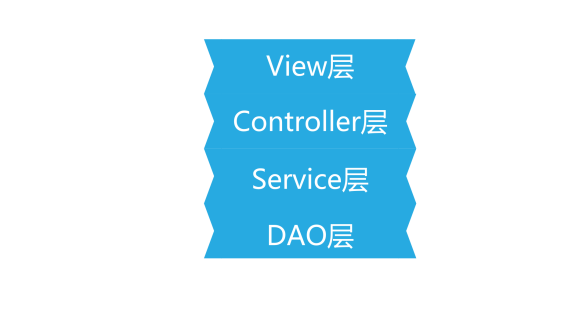 View层
Controller层
Service层
DAO层